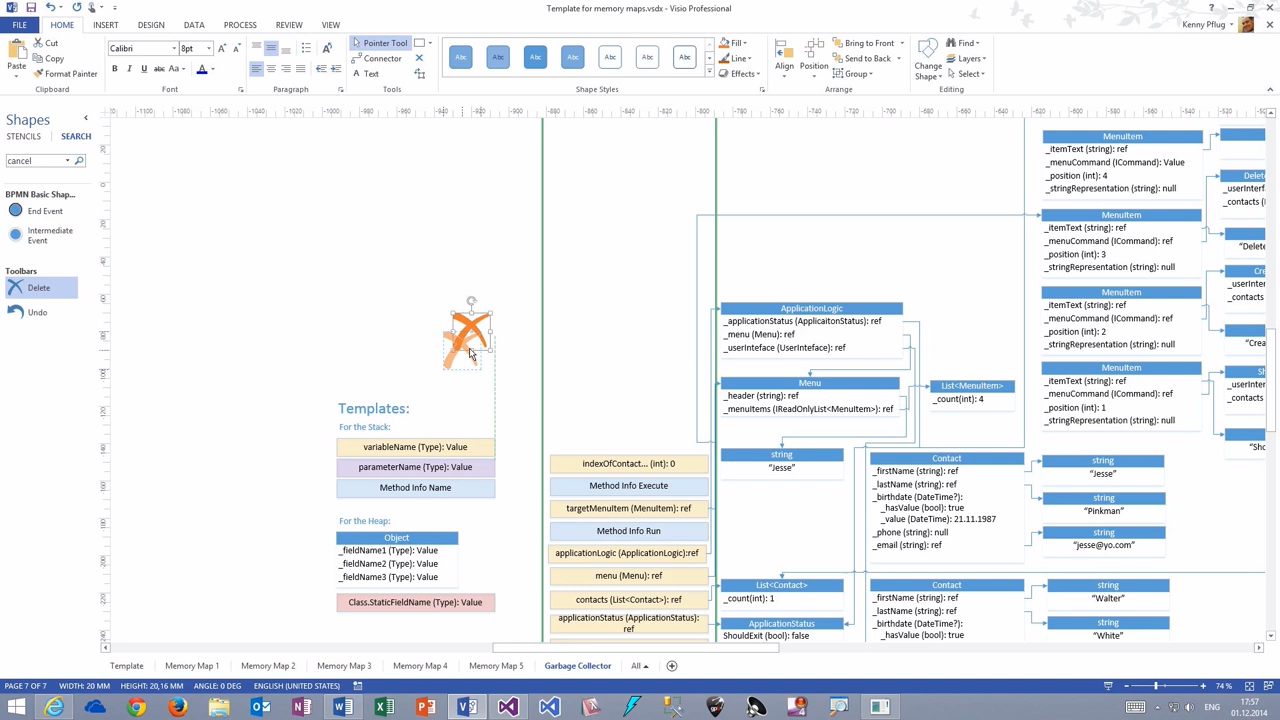 Template for memory maps.vsdx - Visio Professional
FILE HOME INSERT DESIGN DATA PROCESS REVIEW VIEW
Kenny Pflug
Paste
Cut
Copy
Format Painter
Clipboard
Calibri 8pt.
Font
Paragraph
Pointer Tool
Connector
Text
Tools
Abc Abc Abc Abc Abc Abc Abc
Shape Styles
Fill
Line
Effects
Align
Position
Bring to Front
Send to Back
Group
Arrange
Change Shape
Find
Layers
Select
Editing
Shapes
STENCILS SEARCH
cancel
BPMN Basic Shap...
End Event
Intermediate Event
Toolbars
Delete
Undo
Templates:
For the Stack:
variableName (Type): Value
parameterName (Type): Value
Method Info Name
For the Heap:
Object
_fieldName1 (Type): Value
_fieldName2 (Type): Value
_fieldName3 (Type): Value
Class.StaticFieldName (Type): Value
indexOfContact... (int): 0
Method Info Execute
targetMenuItem (MenuItem): ref
Method Info Run
applicationLogic (ApplicationLogic):ref
menu (Menu): ref
contacts (List<Contact>): ref
applicationStatus (ApplicationStatus):
ref
ApplicationLogic
_applicationStatus (ApplicaitonStatus): ref
_menu (Menu): ref
_userInteface (UserInteface): ref
Menu
_header (string): ref
_menuItems (IReadOnlyList<MenuItem>): ref
List<MenuItem>
_count(int): 4
string
“Jesse”
Contact
_firstName (string): ref
_lastName (string): ref
_birthdate (DateTime?):
_hasValue (bool): true
_value (DateTime): 21.11.1987
_phone (string): null
_email (string): ref
string
“Jesse”
string
“Pinkman”
string
“jesse@yo.com”
List<Contact>
_count(int): 1
ApplicationStatus
ShouldExit (bool): false
Contact
_firstName (string): ref
_lastName (string): ref
_birthdate (DateTime?):
_hasValue (bool): true
string
“Walter”
string
“White”
MenuItem
_itemText (string): ref
_menuCommand (ICommand): Value
_position (int): 4
_stringRepresentation (string): null
MenuItem
_itemText (string): ref
_menuCommand (ICommand): ref
_position (int): 3
_stringRepresentation (string): null
MenuItem
_itemText (string): ref
_menuCommand (ICommand): ref
_position (int): 2
_stringRepresentation (string): null
MenuItem
_itemText (string): ref
_menuCommand (ICommand): ref
_position (int): 1
_stringRepresentation (string): null
Template Memory Map 1 Memory Map 2 Memory Map 3 Memory Map 4 Memory Map 5 Garbage Collector All
PAGE 7 OF 7 WIDTH: 20 MM HEIGHT: 20,16 MM ANGLE: 0 DEG ENGLISH (UNITED STATES)
74 %
ENG
17:57
01.12.2014